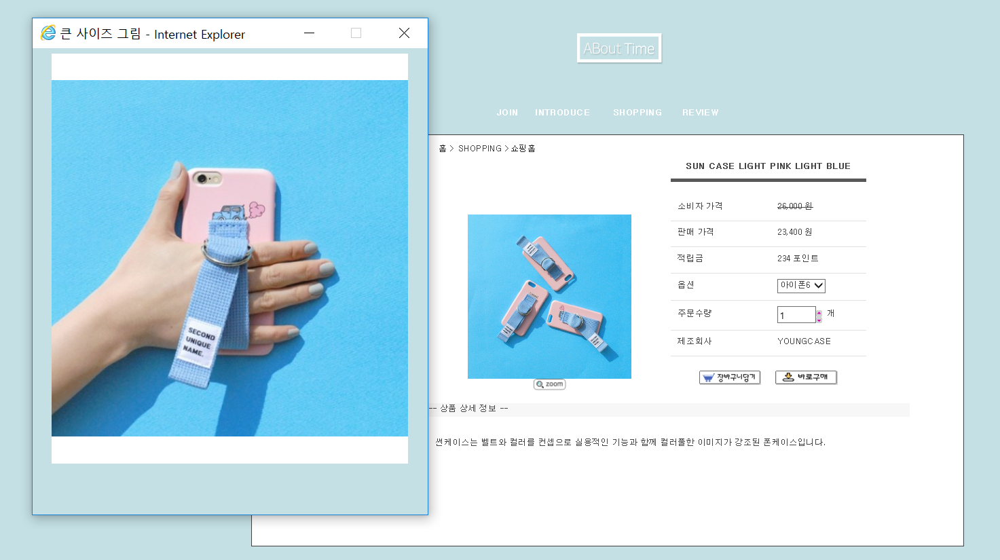 큰 사이즈 그림 - Internet Explorer
SECOND
UNIQUE
NAME.
ABout Time
JOIN INTRODUCE SHOPPING REVIEW
홈 > SHOPPING > 쇼핑홈
SUN CASE LIGHT PINK LIGHT BLUE
소비자 가격 26,000 원
판매 가격 23,400 원
적립금 234 포인트
옵션 아이폰6
주문수량 1 개
제조회사 YOUNGCASE
장바구니담기 바로구매
zoom
-- 상품 상세 정보 --
썬케이스는 벨트와 컬러를 컨셉으로 실용적인 기능과 함께 컬러풀한 이미지가 강조된 폰케이스입니다.